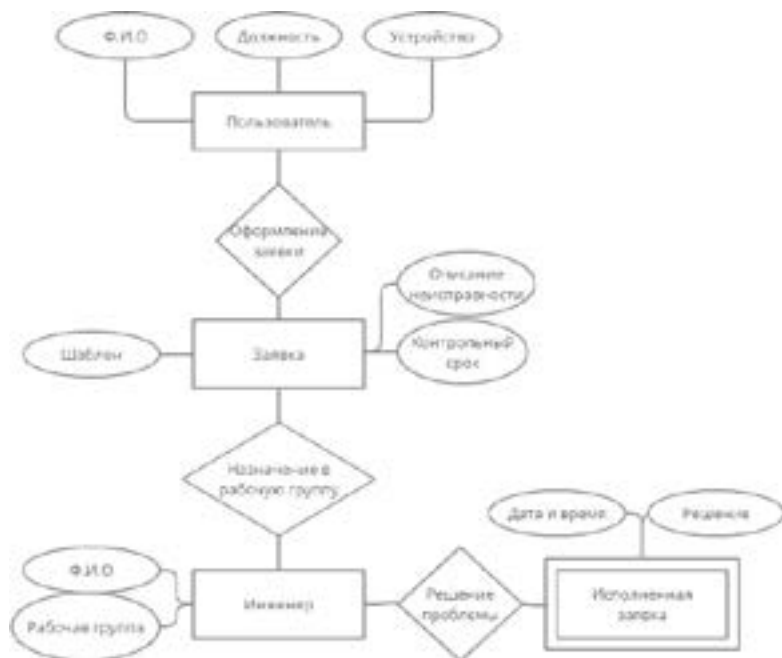 Ф.И.О
Должность
Устройство
Пользователь
Оформление
заявки
Описание
неисправности
Шаблон
Заявка
Контрольный
срок
Назначение в
рабочую группу
Дата и время
Решение
Ф.И.О
Рабочая группа
Инженер
Решение
проблемы
Исполненная
заявка